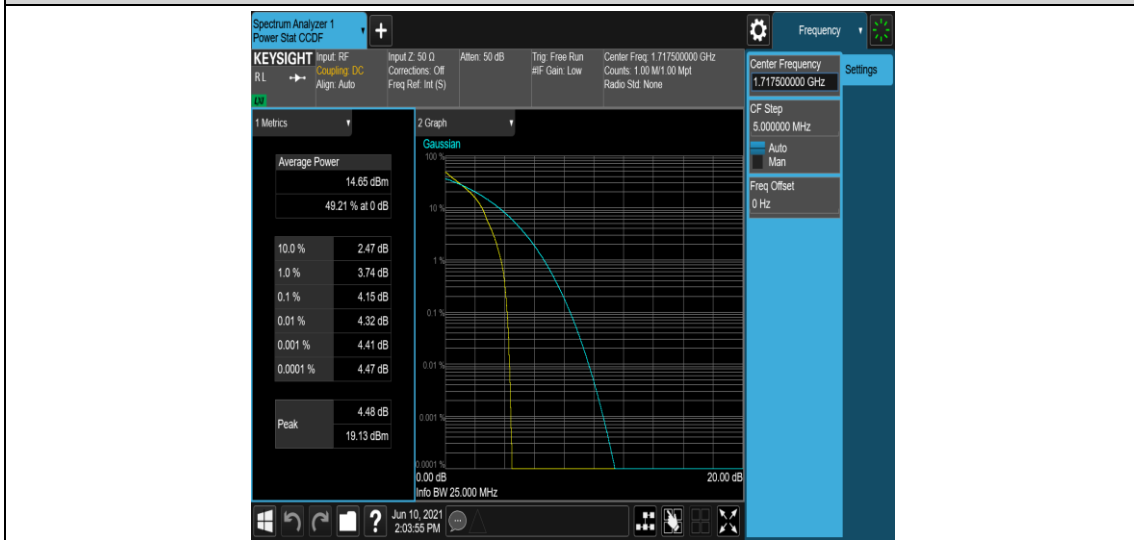 Spectrum Analyzer 1
Power Stat CCDF
+
Frequency
KEYSIGHT
RL
LNI
Input: RF
Coupling: DC
Align: Auto
Input Z: 50 Ω
Corrections: Off
Freq Ref: Int (S)
Atten: 50 dB
Trig: Free Run
#IF Gain: Low
Center Freq: 1.717500000 GHz
Counts: 1.00 M/1.00 Mpt
Radio Std: None
Center Frequency
1.717500000 GHz
Settings
CF Step
5.000000 MHz
Auto
Man
Freq Offset
0 Hz
1 Metrics
Average Power
14.65 dBm
49.21 % at 0 dB
10.0 % 2.47 dB
1.0 % 3.74 dB
0.1 % 4.15 dB
0.01 % 4.32 dB
0.001 % 4.41 dB
0.0001 % 4.47 dB
Peak
4.48 dB
19.13 dBm
2 Graph
Gaussian
100 %
10 %
1 %
0.1 %
0.01 %
0.001 %
0.0001 %
0.00 dB 20.00 dB
Info BW 25.000 MHz
?
Jun 10, 2021
2:03:55 PM